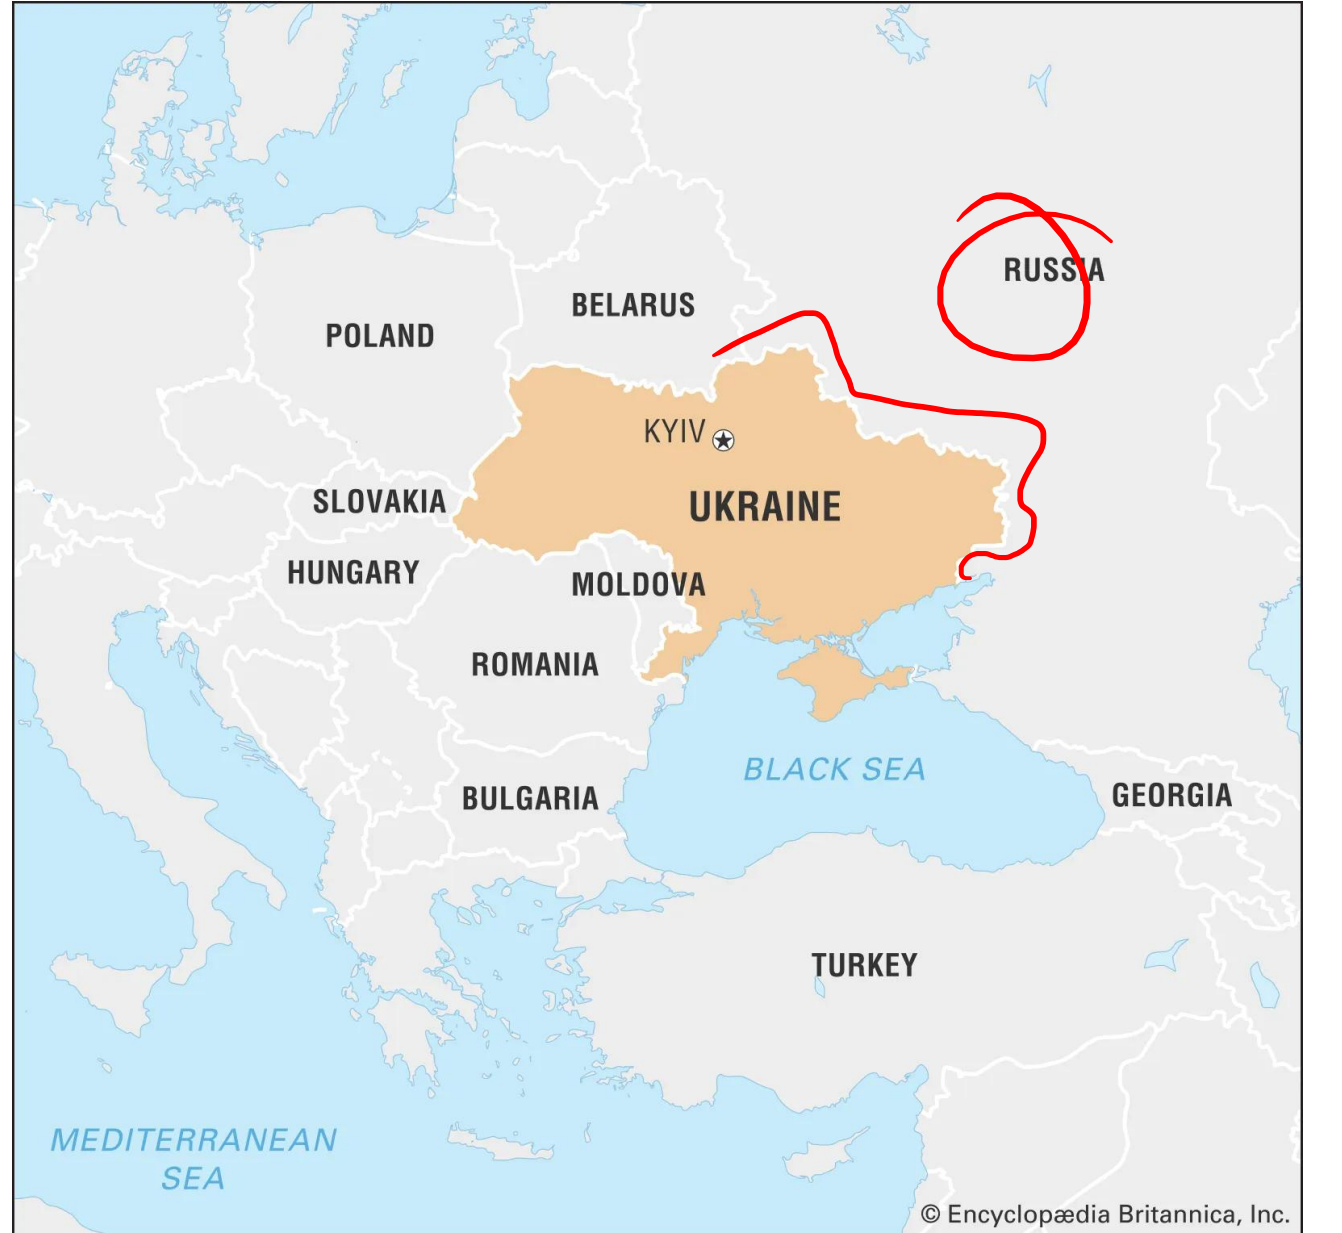 RUSSIA
BELARUS
POLAND
KYIV
SLOVAKIA
UKRAINE
HUNGARY
MOLDOVA
ROMANIA
BLACK SEA
BULGARIA
GEORGIA
TURKEY
MEDITERRANEAN
SEA
© Encyclopædia Britannica, Inc.